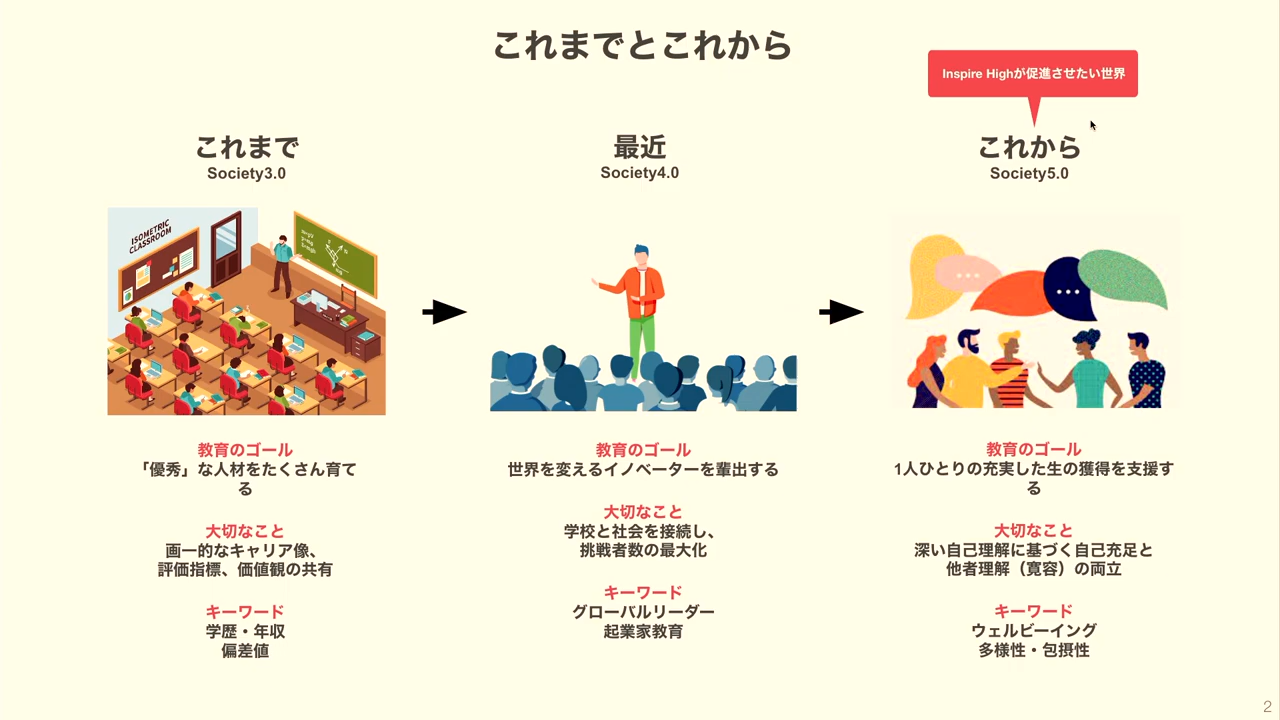 これまでとこれから
Inspire Highが促進させたい世界
これまで
Society3.0
ISOMETRIC
CLASSROOM
教育のゴール
「優秀」な人材をたくさん育て
る
大切なこと
画一的なキャリア像、
評価指標、価値観の共有
キーワード
学歴・年収
偏差値
最近
Society4.0
教育のゴール
世界を変えるイノベーターを輩出する
大切なこと
学校と社会を接続し、
挑戦者数の最大化
キーワード
グローバルリーダー
起業家教育
これから
Society5.0
教育のゴール
1人ひとりの充実した生の獲得を支援す
る
大切なこと
深い自己理解に基づく自己充足と
他者理解（寛容）の両立
キーワード
ウェルビーイング
多様性・包摂性
2